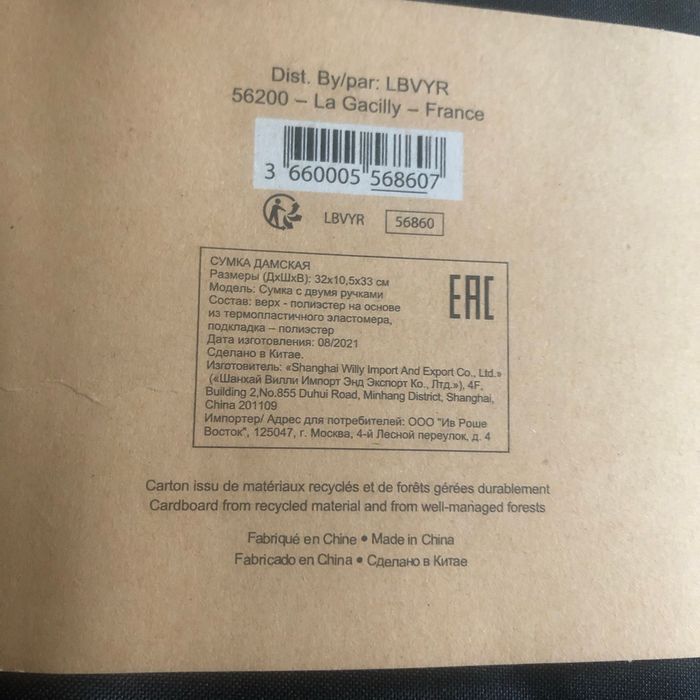 Dist. By/par: LBVYR
56200 – La Gacilly – France
3 660005 568607
LBVYR 56860
СУМКА ДАМСКАЯ
Размеры (ДхШхВ): 32х10,5х33 см
Модель: Сумка с двумя ручками
Состав: верх - полиэстер на основе
из термопластичного эластомера,
подкладка – полиэстер
Дата изготовления: 08/2021
Сделано в Китае.
EAC
Изготовитель: «Shanghai Willy Import And Export Co., Ltd.»
(«Шанхай Вилли Импорт Энд Экспорт Ко., Лтд.»), 4F,
Building 2,No.855 Duhui Road, Minhang District, Shanghai,
China 201109
Импортер/ Адрес для потребителей: ООО "Ив Роше
Восток", 125047, г. Москва, 4-й Лесной переулок, д. 4
Carton issu de matériaux recyclés et de forêts gérées durablement
Cardboard from recycled material and from well-managed forests
Fabriqué en Chine • Made in China
Fabricado en China • Сделано в Китае